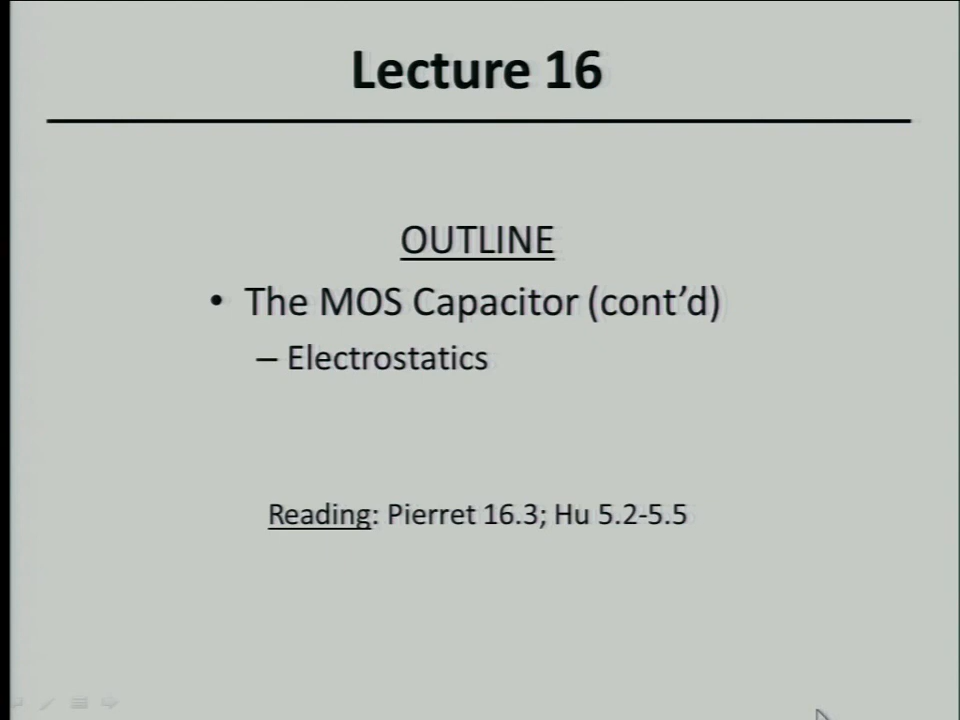 Lecture 16
OUTLINE
• The MOS Capacitor (cont’d)
– Electrostatics
Reading: Pierret 16.3; Hu 5.2-5.5